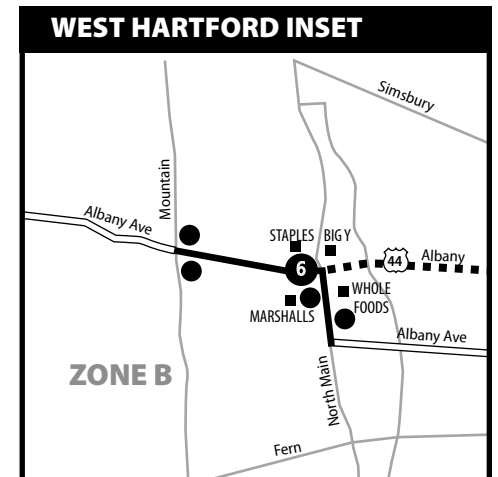 WEST HARTFORD INSET
Simsbury
Mountain
Albany Ave
STAPLES
BIG Y
44
Albany
6
WHOLE
FOODS
MARSHALLS
Albany Ave
ZONE B
North Main
Fern